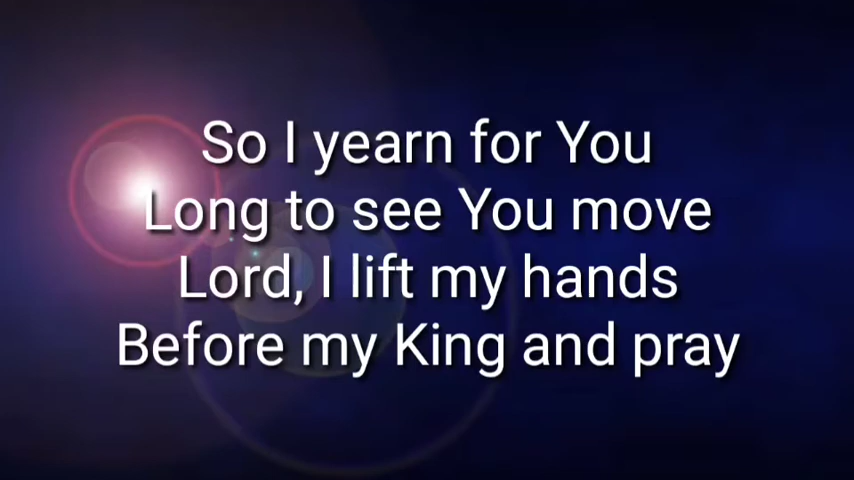 So I yearn for You
Long to see You move
Lord, I lift my hands
Before my King and pray